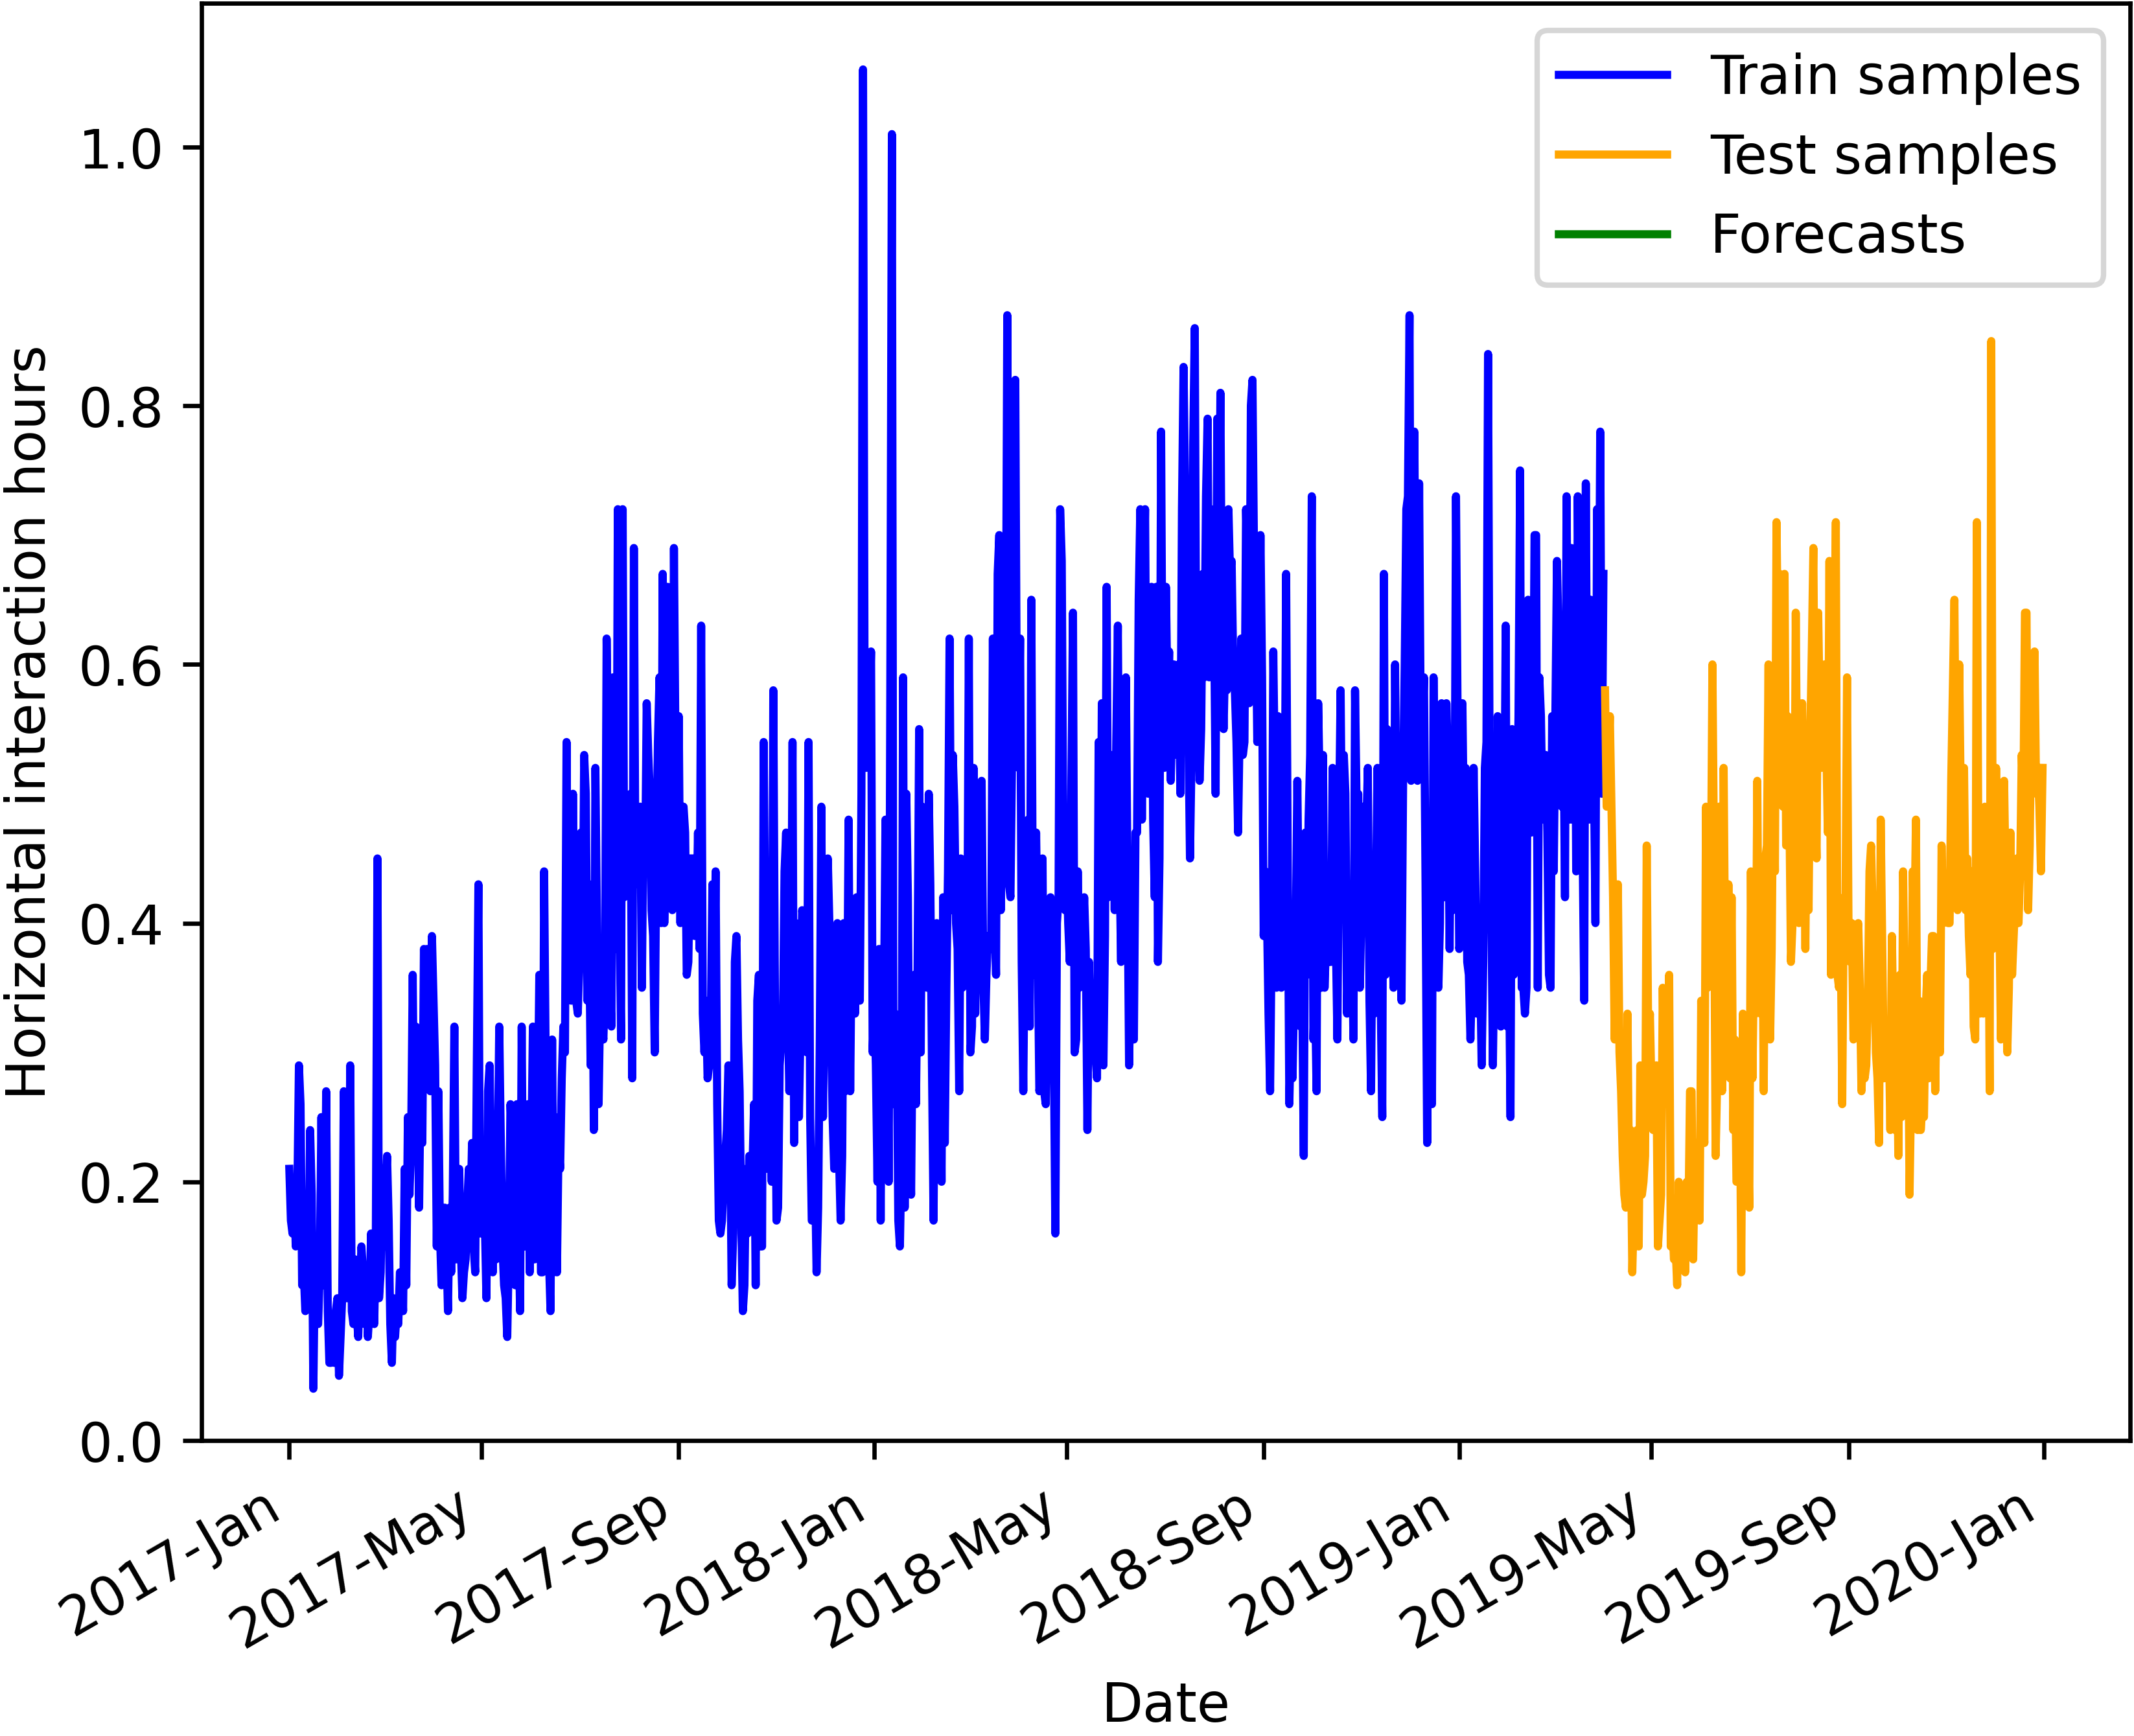 Train samples
Test samples
Forecasts
Horizontal interaction hours
1.0
0.8
0.6
0.4
0.2
0.0
2017-Jan
2017-May
2017-Sep
2018-Jan
2018-May
2018-Sep
2019-Jan
2019-May
2019-Sep
2020-Jan
Date